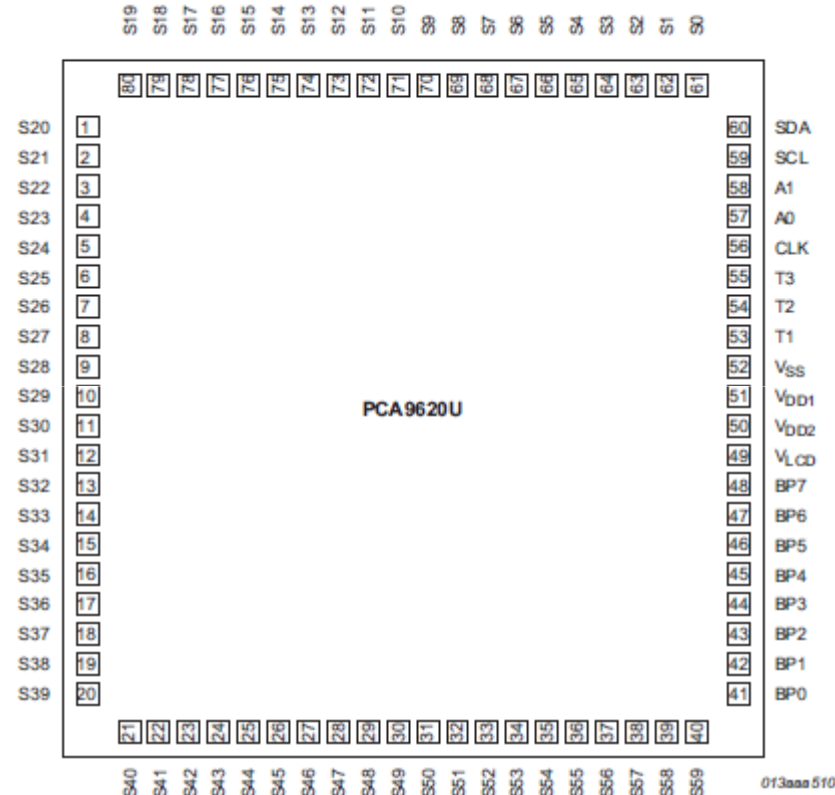 S19 S18 S17 S16 S15 S14 S13 S12 S11 S10 S9 S8 S7 S6 S5 S4 S3 S2 S1 S0
80 79 78 77 76 75 74 73 72 71 70 69 68 67 66 65 64 63 62 61
S20 1 60 SDA
S21 2 59 SCL
S22 3 58 A1
S23 4 57 A0
S24 5 56 CLK
S25 6 55 T3
S26 7 54 T2
S27 8 53 T1
S28 9 52 VSS
S29 10 51 VDD1
PCA9620U
S30 11 50 VDD2
S31 12 49 VLCD
S32 13 48 BP7
S33 14 47 BP6
S34 15 46 BP5
S35 16 45 BP4
S36 17 44 BP3
S37 18 43 BP2
S38 19 42 BP1
S39 20 41 BP0
21 22 23 24 25 26 27 28 29 30 31 32 33 34 35 36 37 38 39 40
S40 S41 S42 S43 S44 S45 S46 S47 S48 S49 S50 S51 S52 S53 S54 S55 S56 S57 S58 S59
013aaa510